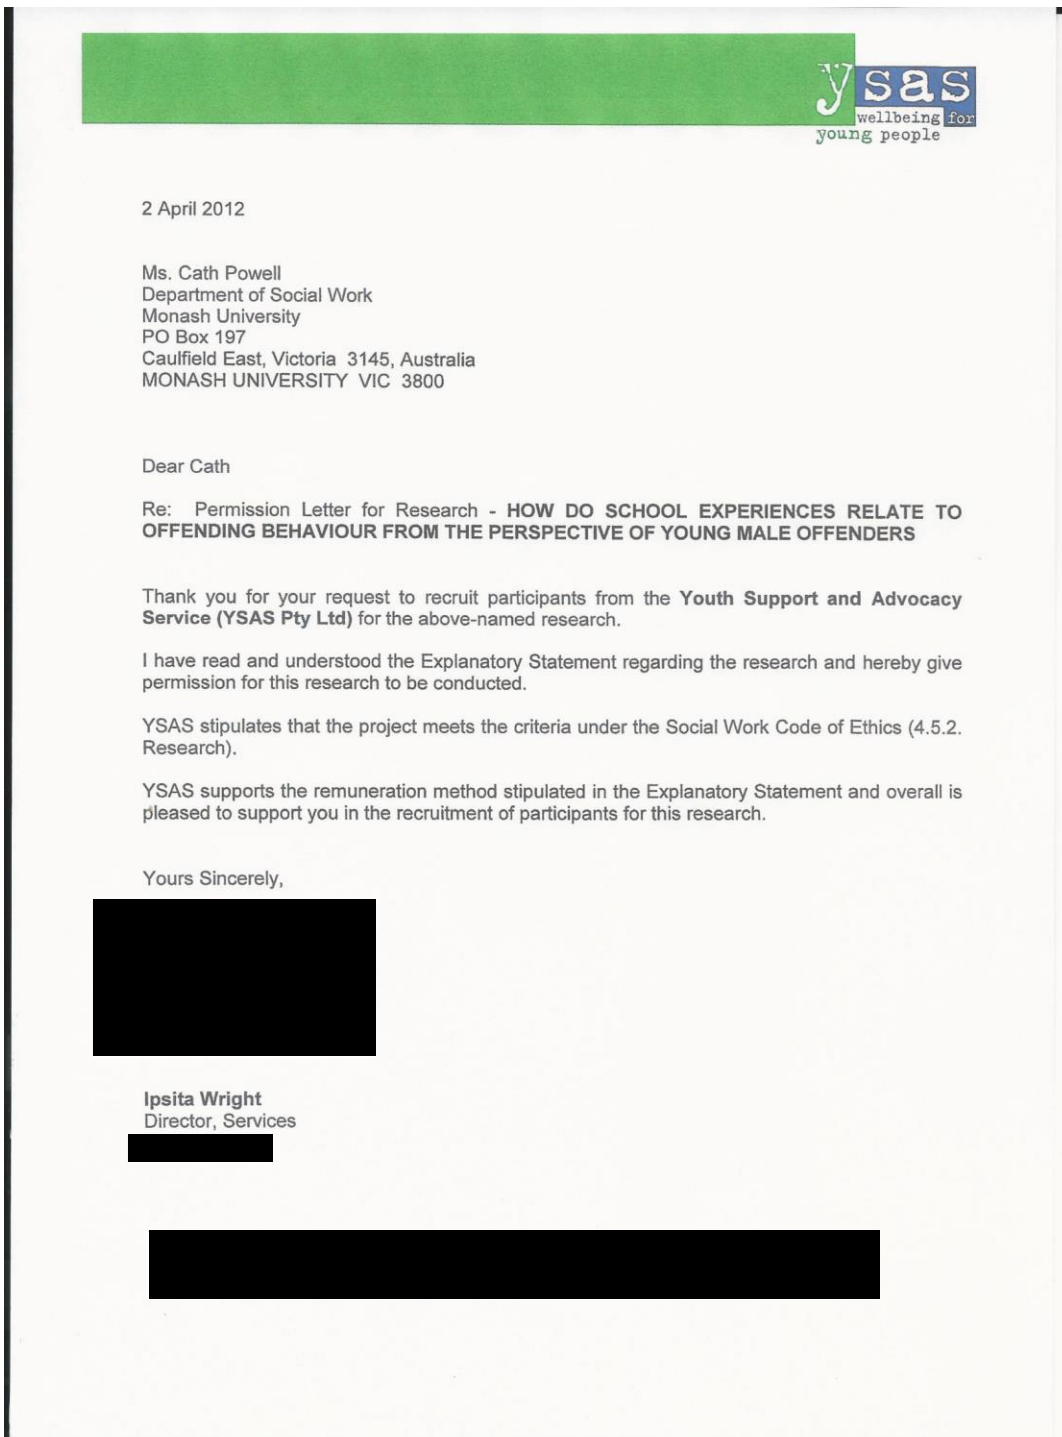 ysas
wellbeing for
young people
2 April 2012
Ms. Cath Powell
Department of Social Work
Monash University
PO Box 197
Caulfield East, Victoria 3145, Australia
MONASH UNIVERSITY VIC 3800
Dear Cath
Re: Permission Letter for Research - HOW DO SCHOOL EXPERIENCES RELATE TO
OFFENDING BEHAVIOUR FROM THE PERSPECTIVE OF YOUNG MALE OFFENDERS
Thank you for your request to recruit participants from the Youth Support and Advocacy
Service (YSAS Pty Ltd) for the above-named research.
I have read and understood the Explanatory Statement regarding the research and hereby give
permission for this research to be conducted.
YSAS stipulates that the project meets the criteria under the Social Work Code of Ethics (4.5.2.
Research).
YSAS supports the remuneration method stipulated in the Explanatory Statement and overall is
pleased to support you in the recruitment of participants for this research.
Yours Sincerely,
Ipsita Wright
Director, Services